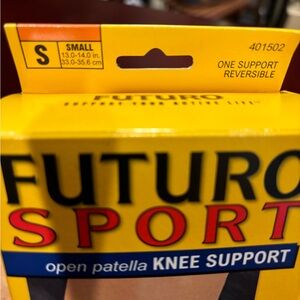 S
SMALL
13.0-14.0 in.
33.0-35.6 cm
401502
ONE SUPPORT
REVERSIBLE
FUTURO
SUPPORT YOUR ACTIVE LIFE
FUTURO
SPORT
open patella KNEE SUPPORT